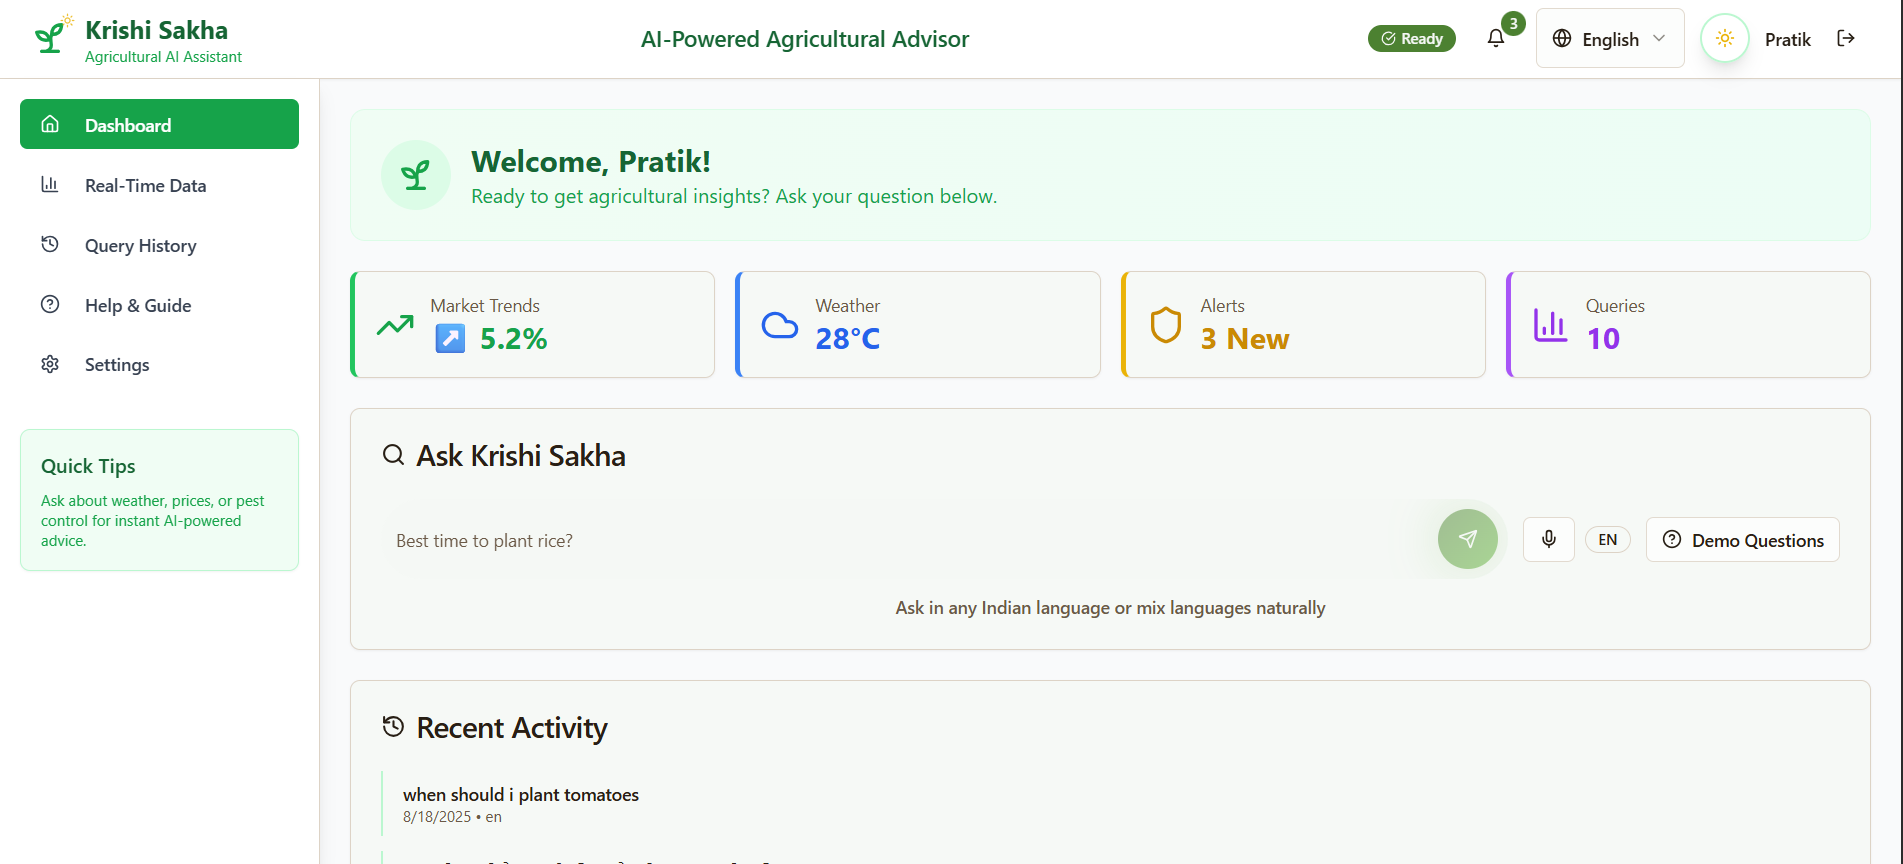 Krishi Sakha
Agricultural AI Assistant
AI-Powered Agricultural Advisor
Ready
3
English
Pratik
Dashboard
Real-Time Data
Query History
Help & Guide
Settings
Quick Tips
Ask about weather, prices, or pest
control for instant AI-powered
advice.
Welcome, Pratik!
Ready to get agricultural insights? Ask your question below.
Market Trends
↗ 5.2%
Weather
28°C
Alerts
3 New
Queries
10
Ask Krishi Sakha
Best time to plant rice?
EN
Demo Questions
Ask in any Indian language or mix languages naturally
Recent Activity
when should i plant tomatoes
8/18/2025 • en